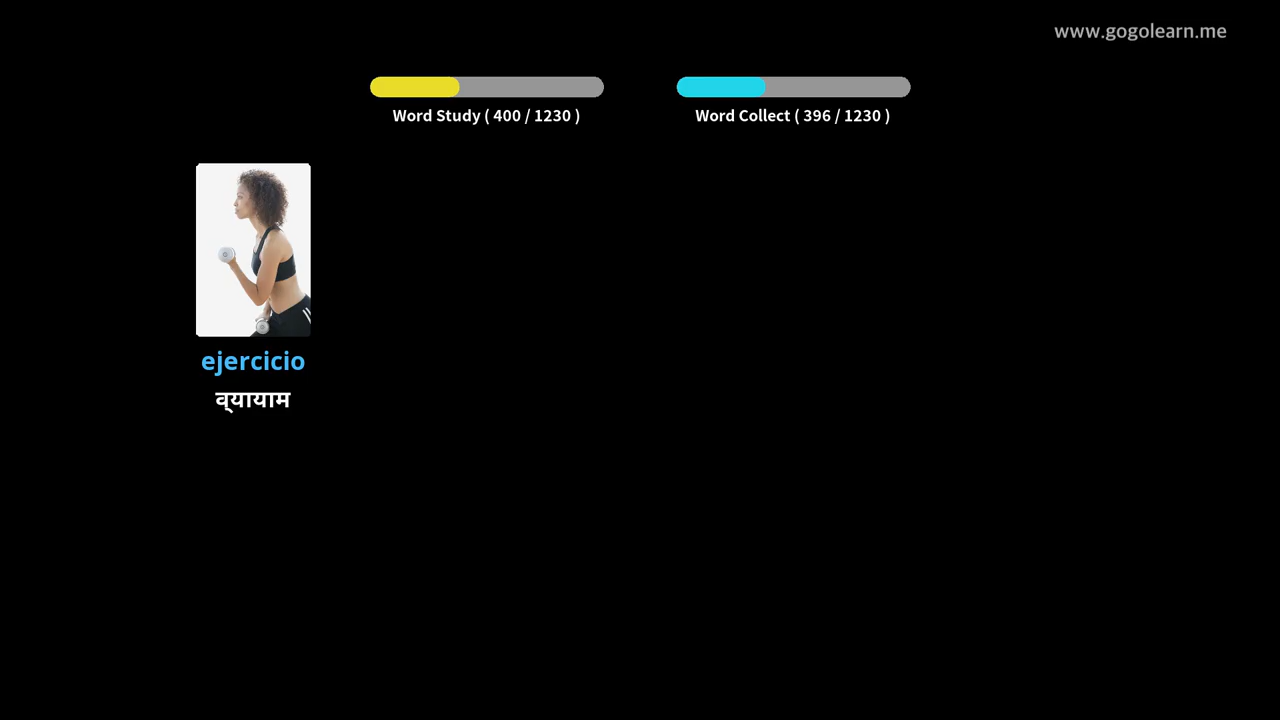 www.gogolearn.me
Word Study ( 400 / 1230 )
Word Collect ( 396 / 1230 )
ejercicio
व्यायाम